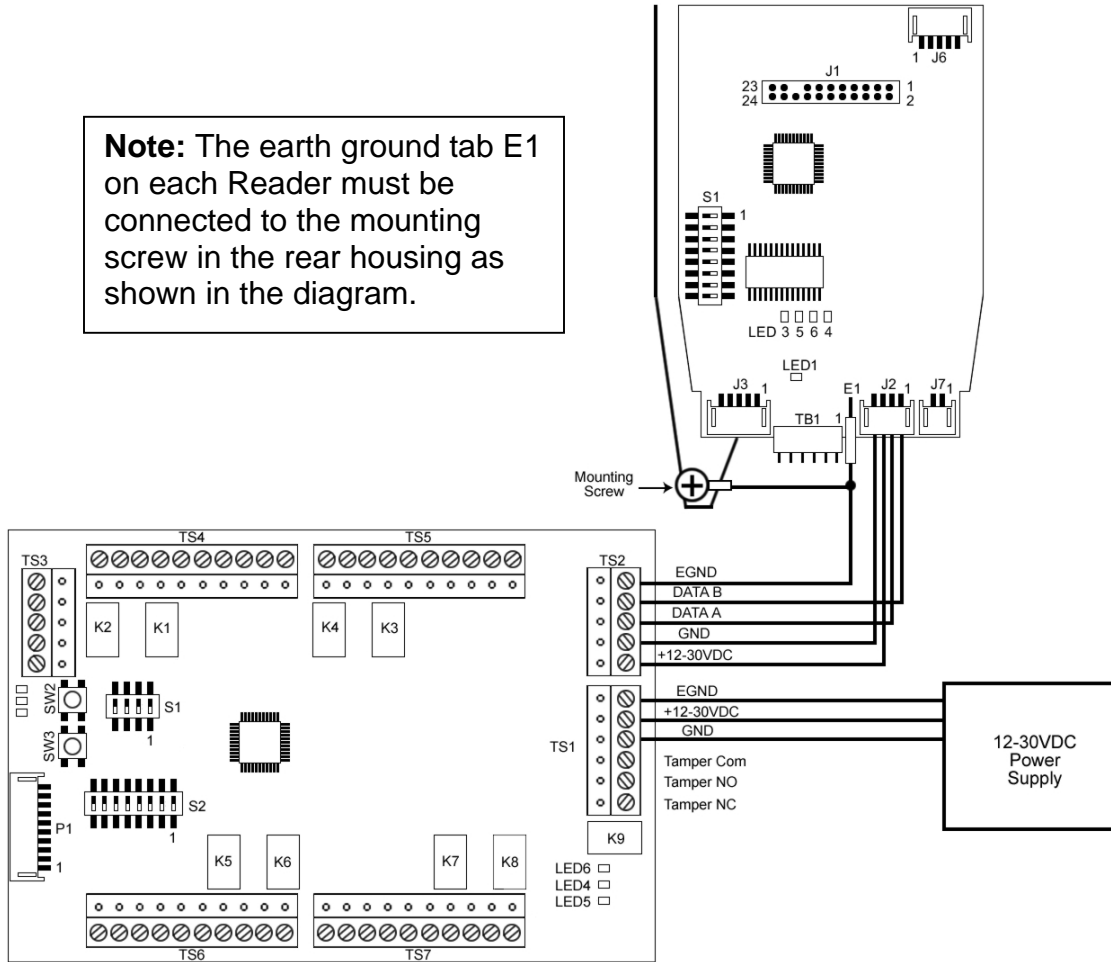 1 J6
J1
23 1
24 2
Note: The earth ground tab E1
on each Reader must be
connected to the mounting
screw in the rear housing as
shown in the diagram.
S1
1
LED 3 5 6 4
LED1
J3 1 E1 J2 1 J7 1
TB1 1
Mounting
Screw
TS4 TS5
TS3 TS2
EGND
DATA B
DATA A
GND
+12-30VDC
K2 K1 K4 K3
SW2
SW3
S1
1
EGND
+12-30VDC
GND
TS1
Tamper Com
Tamper NO
Tamper NC
12-30VDC
Power
Supply
P1
1
S2
1
K5 K6 K7 K8 K9
LED6
LED4
LED5
TS6 TS7